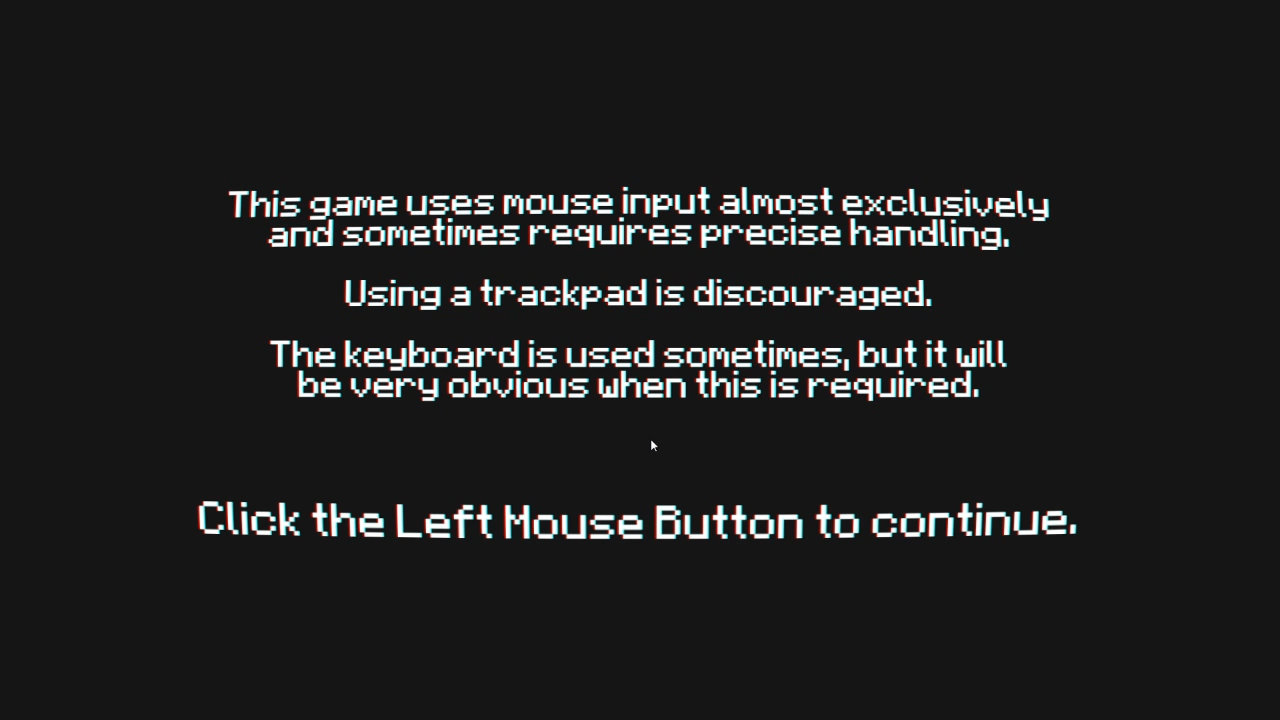 This game uses mouse input almost exclusively
and sometimes requires precise handling.
Using a trackpad is discouraged.
The keyboard is used sometimes, but it will
be very obvious when this is required.
Click the Left Mouse Button to continue.